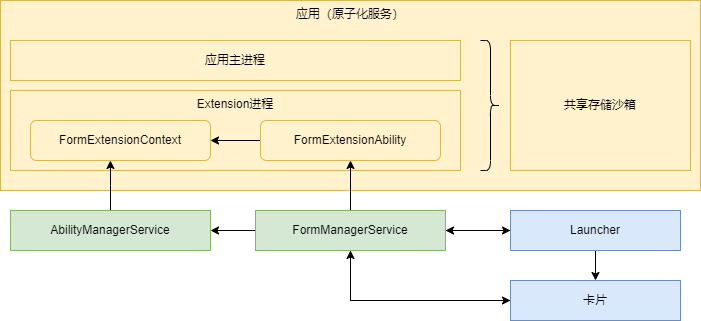 应用（原子化服务）
应用主进程
Extension进程
FormExtensionContext
FormExtensionAbility
共享存储沙箱
AbilityManagerService
FormManagerService
Launcher
卡片